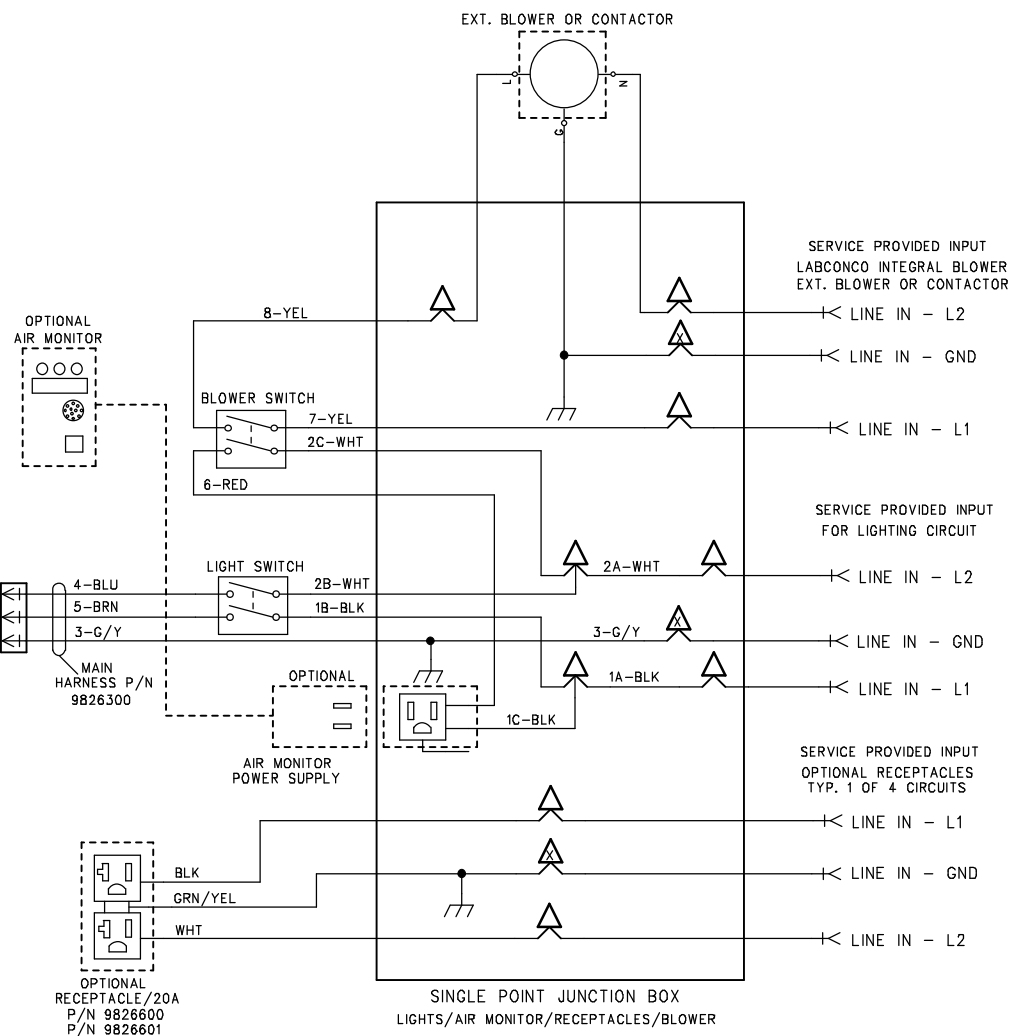 EXT. BLOWER OR CONTACTOR
L
N
G
SERVICE PROVIDED INPUT
LABCONCO INTEGRAL BLOWER
EXT. BLOWER OR CONTACTOR
8-YEL
LINE IN - L2
OPTIONAL
AIR MONITOR
X
LINE IN - GND
BLOWER SWITCH
7-YEL
LINE IN - L1
2C-WHT
6-RED
SERVICE PROVIDED INPUT
FOR LIGHTING CIRCUIT
LIGHT SWITCH
4-BLU
2B-WHT
2A-WHT
LINE IN - L2
5-BRN
1B-BLK
3-G/Y
3-G/Y
X
LINE IN - GND
MAIN
HARNESS P/N
9826300
OPTIONAL
1A-BLK
LINE IN - L1
1C-BLK
AIR MONITOR
POWER SUPPLY
SERVICE PROVIDED INPUT
OPTIONAL RECEPTACLES
TYP. 1 OF 4 CIRCUITS
LINE IN - L1
BLK
X
LINE IN - GND
GRN/YEL
WHT
LINE IN - L2
OPTIONAL
RECEPTACLE/20A
P/N 9826600
P/N 9826601
SINGLE POINT JUNCTION BOX
LIGHTS/AIR MONITOR/RECEPTACLES/BLOWER